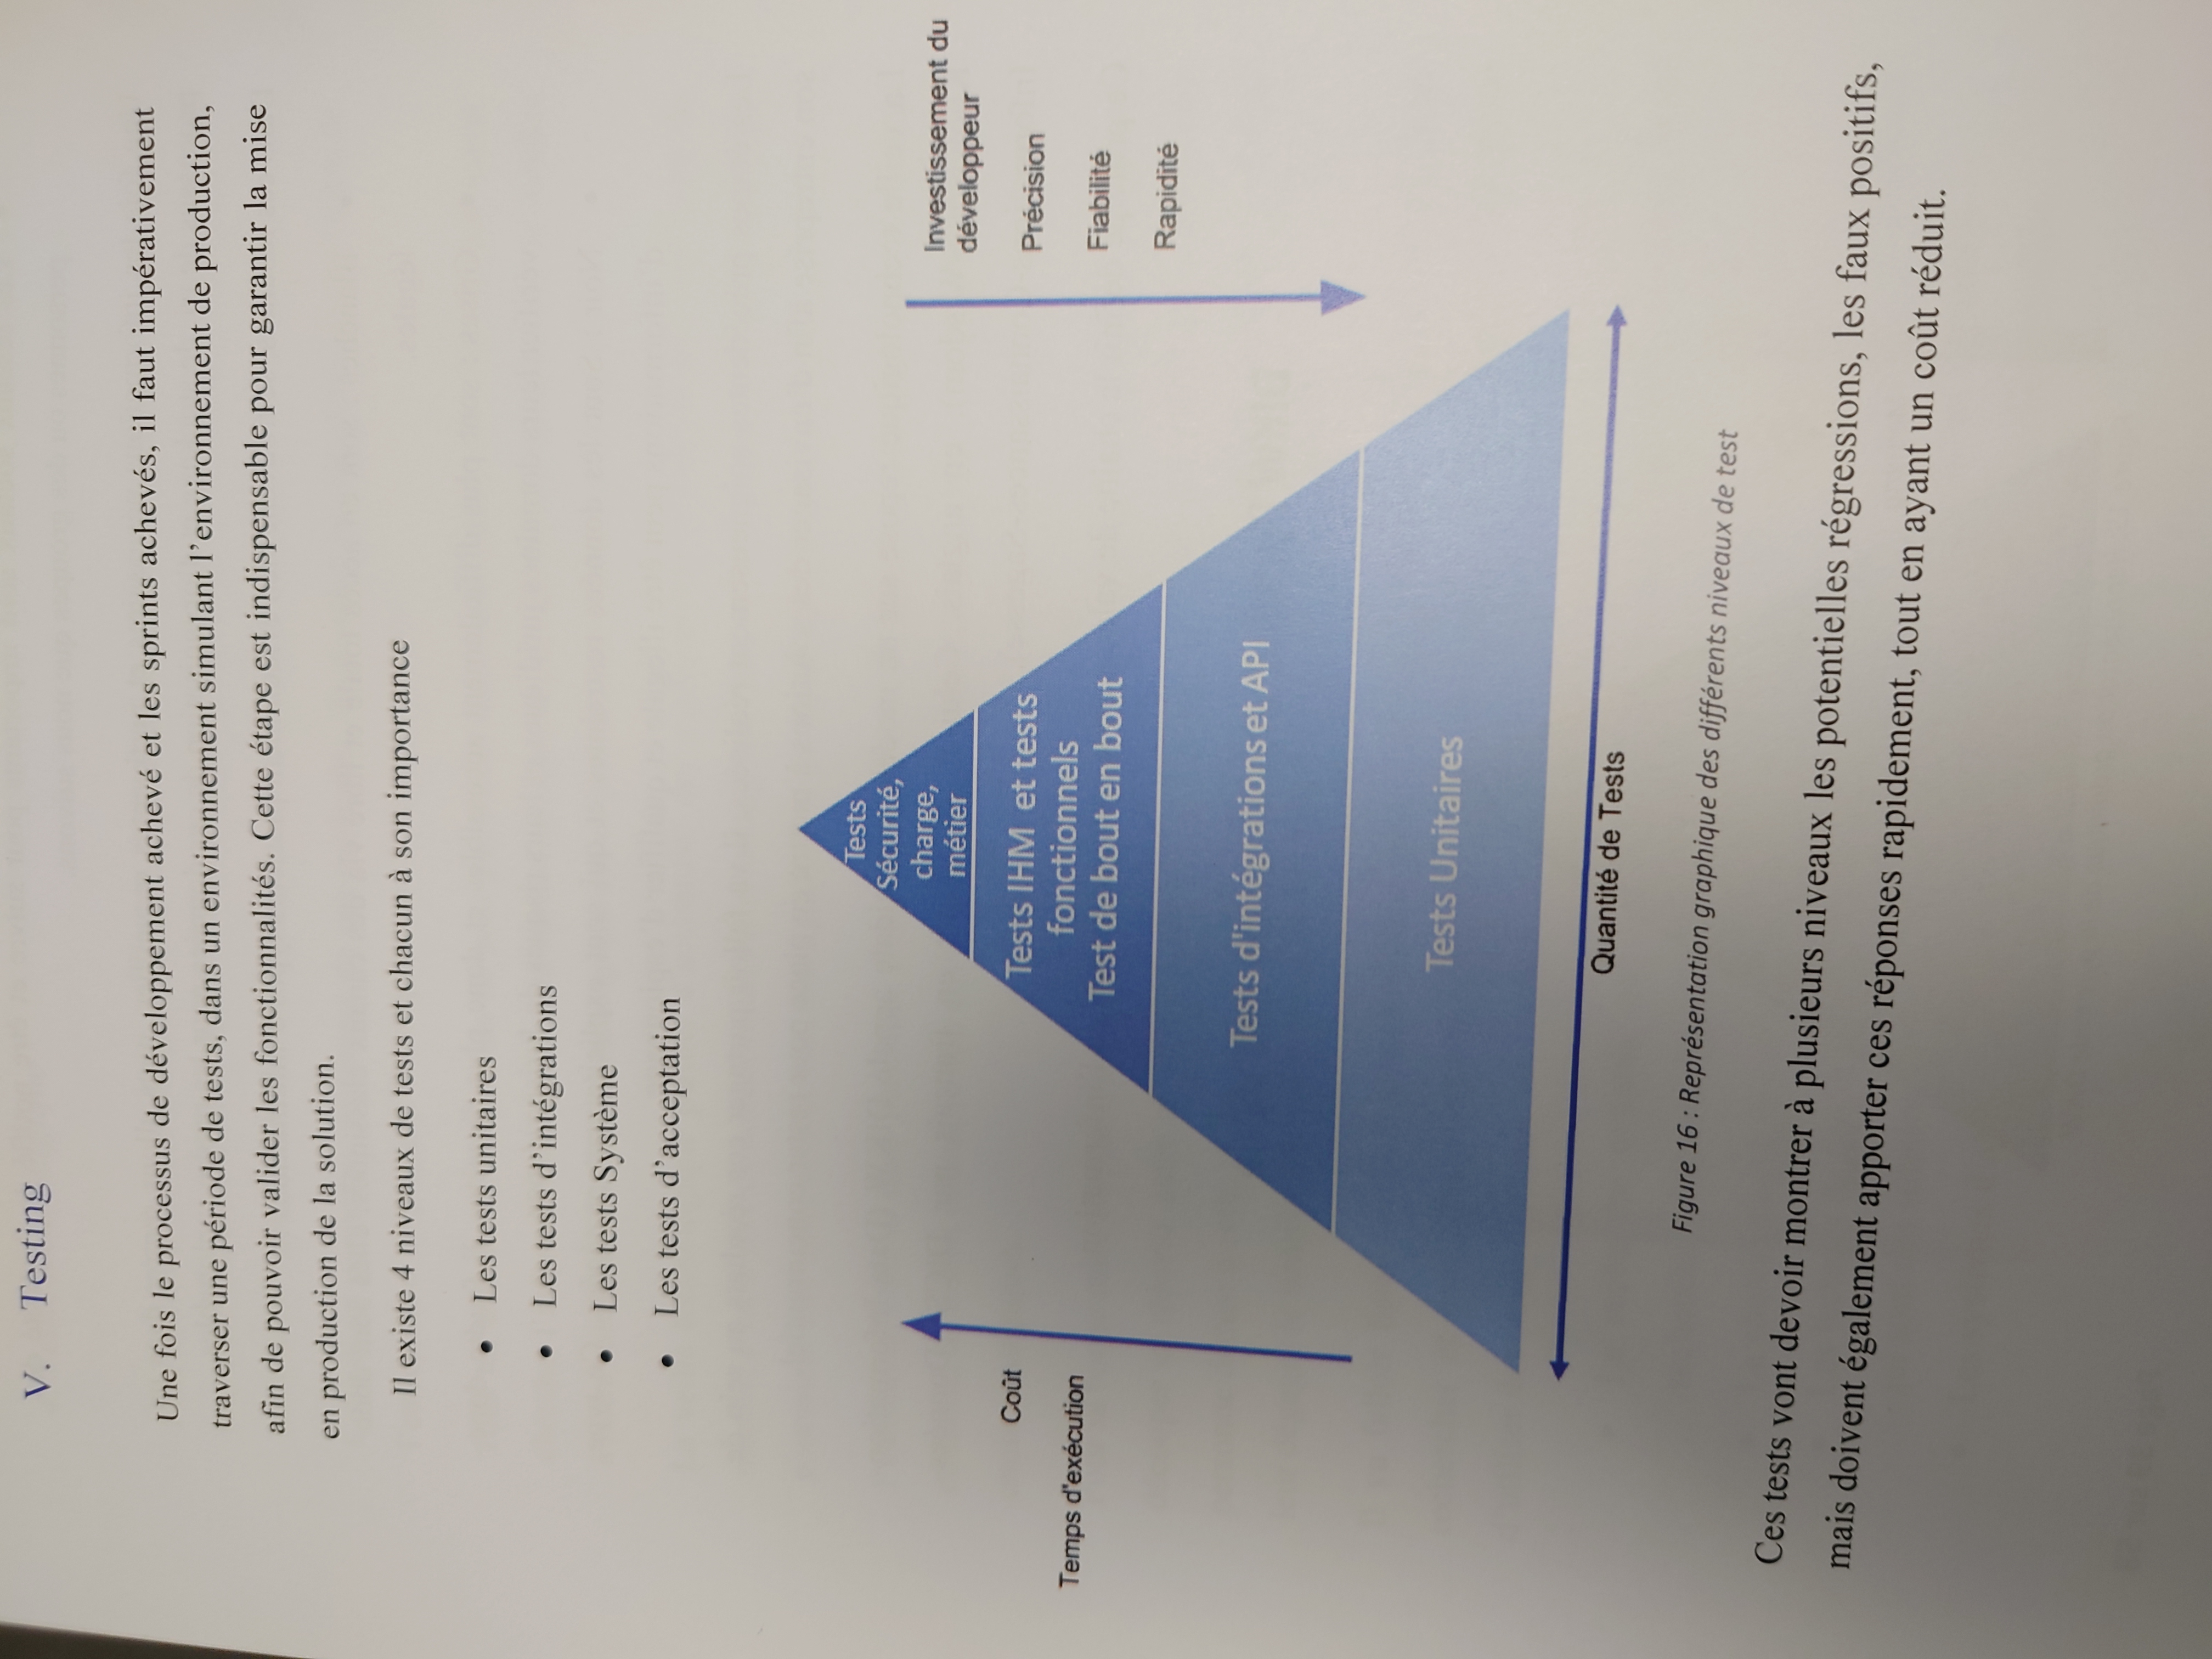 V. Testing
Une fois le processus de développement achevé et les sprints achevés, il faut impérativement
traverser une période de tests, dans un environnement simulant l’environnement de production,
afin de pouvoir valider les fonctionnalités. Cette étape est indispensable pour garantir la mise
en production de la solution.
Il existe 4 niveaux de tests et chacun à son importance
• Les tests unitaires
• Les tests d’intégrations
• Les tests Système
• Les tests d’acceptation
Tests
Sécurité,
charge,
métier
Tests IHM et tests
fonctionnels
Test de bout en bout
Tests d'intégrations et API
Tests Unitaires
Coût
Temps d'exécution
Investissement du
développeur
Précision
Fiabilité
Rapidité
Quantité de Tests
Figure 16 : Représentation graphique des différents niveaux de test
Ces tests vont devoir montrer à plusieurs niveaux les potentielles régressions, les faux positifs,
mais doivent également apporter ces réponses rapidement, tout en ayant un coût réduit.